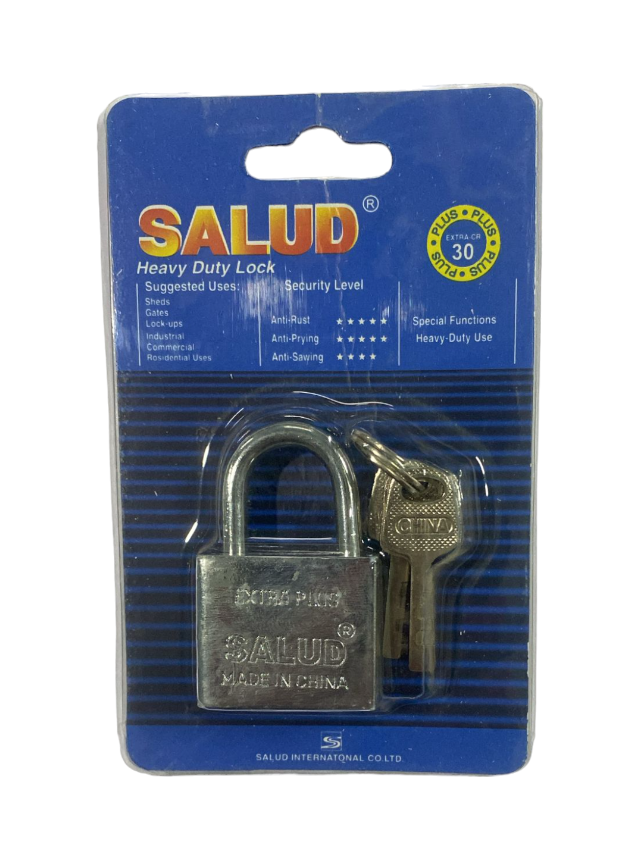 SALUD®
Heavy Duty Lock
PLUS • PLUS • PLUS • PLUS •
EXTRA-CR
30
Suggested Uses:
Sheds
Gates
Lock-ups
Industrial
Commercial
Rosidential Uses
Security Level
Anti-Rust ★★★★★
Anti-Prying ★★★★★
Anti-Sawing ★★★★
Special Functions
Heavy-Duty Use
CHINA
EXTRA PLUS
SALUD®
MADE IN CHINA
S
SALUD INTERNATQNAL CO.LTD.